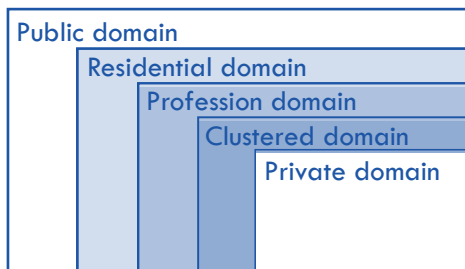 Public domain
Residential domain
Profession domain
Clustered domain
Private domain